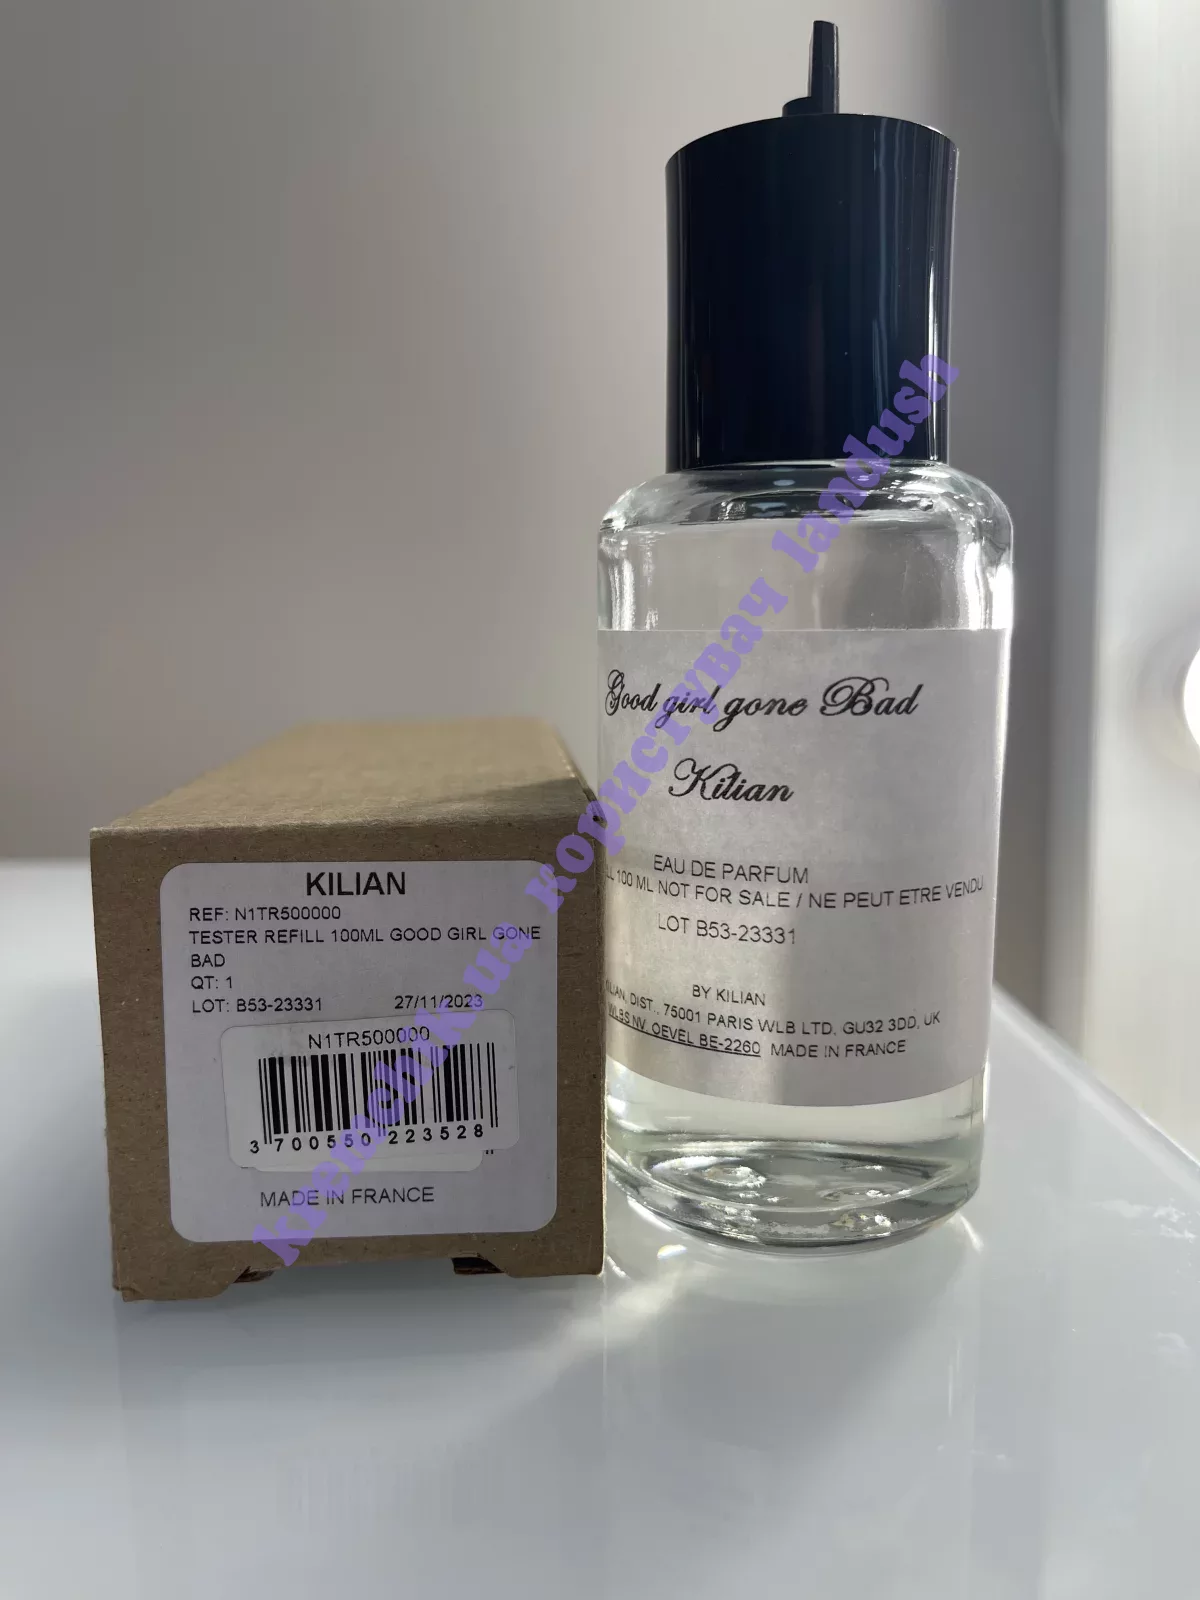 KILIAN
REF: N1TR500000
TESTER REFILL 100ML GOOD GIRL GONE
BAD
QT: 1
LOT: B53-23331 27/11/2023
N1TR500000
3 700550 223528
MADE IN FRANCE
Good girl gone Bad
Kilian
EAU DE PARFUM
100 ML NOT FOR SALE / NE PEUT ETRE VENDU
LOT B53-23331
BY KILIAN
DIST., 75001 PARIS WLB LTD. GU32 3DD, UK
NV, OEVEL BE-2260 MADE IN FRANCE
kremchik.ua користувач landush